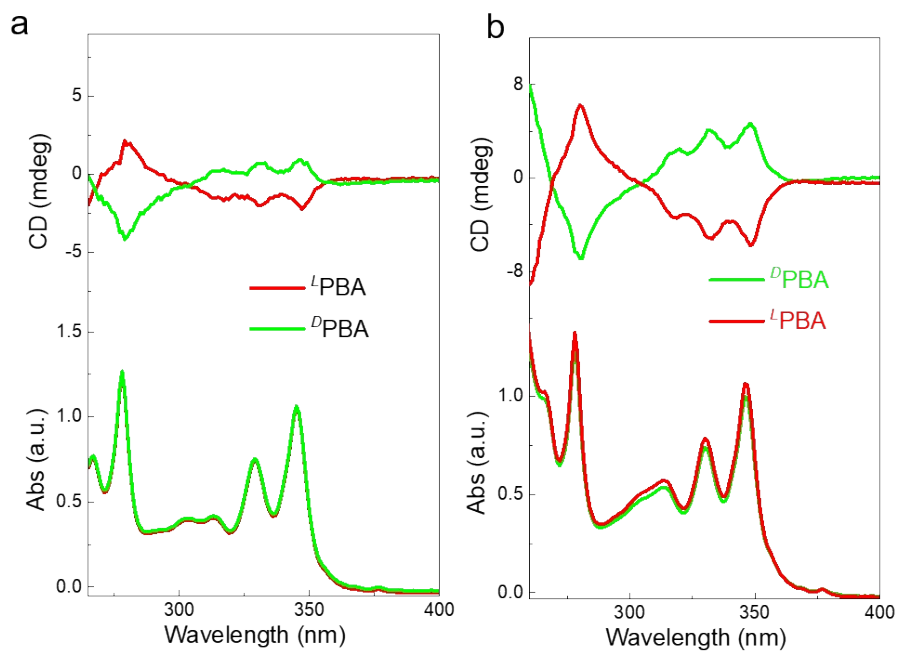 a
5
0
-5
CD (mdeg)
ᴸPBA
ᴰPBA
1.5
1.0
0.5
0.0
Abs (a.u.)
300
350
400
Wavelength (nm)
b
8
0
-8
CD (mdeg)
ᴰPBA
ᴸPBA
1.0
0.5
0.0
Abs (a.u.)
300
350
400
Wavelength (nm)